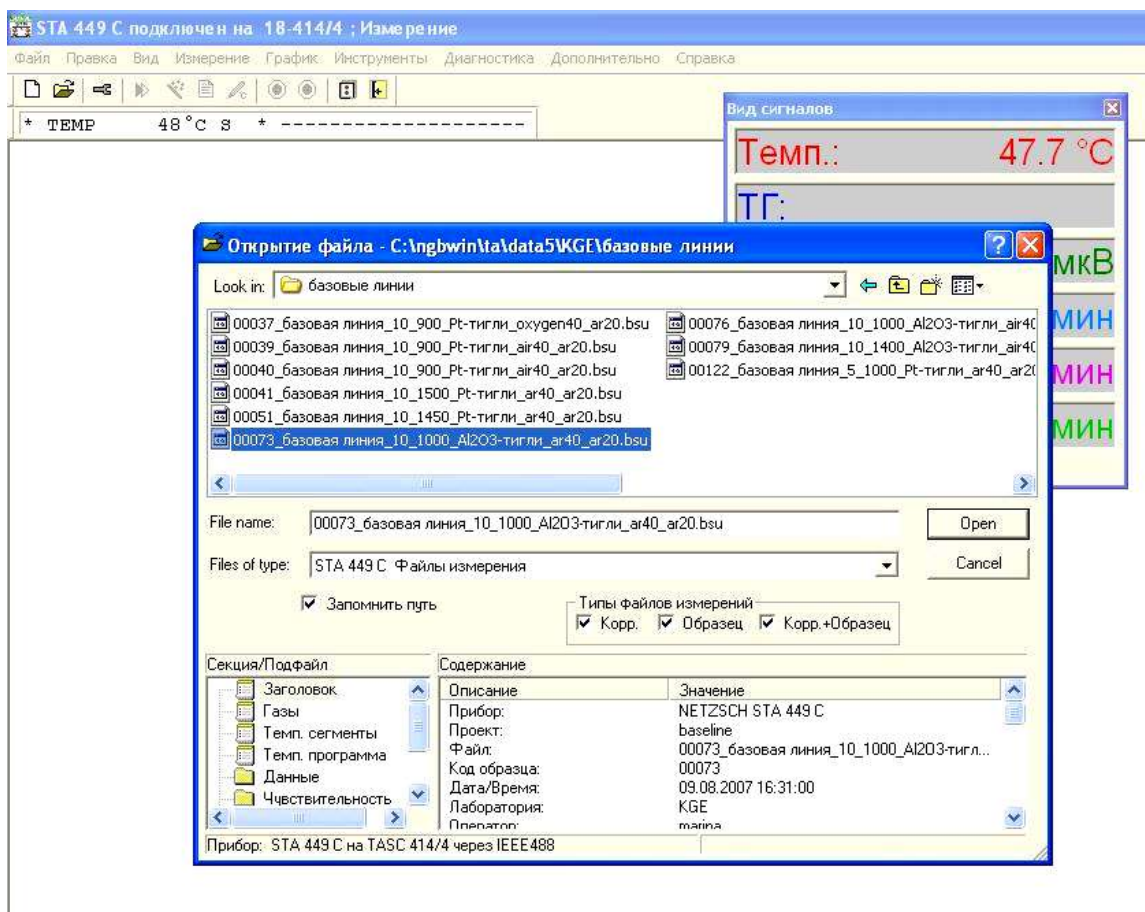 STA 449 C подключен на 18-414/4 ; Измерение
Файл Правка Вид Измерение График Инструменты Диагностика Дополнительно Справка
* TEMP 48°C S * --------------------
Вид сигналов
Темп.: 47.7 °C
ТГ:
мкВ
мин
мин
мин
Открытие файла - C:\ngbwin\ta\data5\KGE\базовые линии
Look in: базовые линии
00037_базовая линия_10_900_Pt-тигли_oxygen40_ar20.bsu
00039_базовая линия_10_900_Pt-тигли_air40_ar20.bsu
00040_базовая линия_10_900_Pt-тигли_air40_ar20.bsu
00041_базовая линия_10_1500_Pt-тигли_ar40_ar20.bsu
00051_базовая линия_10_1450_Pt-тигли_ar40_ar20.bsu
00073_базовая линия_10_1000_Al2O3-тигли_ar40_ar20.bsu
00076_базовая линия_10_1000_Al2O3-тигли_air40
00079_базовая линия_10_1400_Al2O3-тигли_air40
00122_базовая линия_5_1000_Pt-тигли_ar40_ar20
File name: 00073_базовая линия_10_1000_Al2O3-тигли_ar40_ar20.bsu Open
Files of type: STA 449 C Файлы измерения Cancel
Запомнить путь
Типы файлов измерений
Корр. Образец Корр.+Образец
Секция/Подфайл
Заголовок
Газы
Темп. сегменты
Темп. программа
Данные
Чувствительность
Содержание
Описание Значение
Прибор: NETZSCH STA 449 C
Проект: baseline
Файл: 00073_базовая линия_10_1000_Al2O3-тигл...
Код образца: 00073
Дата/Время: 09.08.2007 16:31:00
Лаборатория: KGE
Оператор: marina
Прибор: STA 449 C на TASC 414/4 через IEEE488